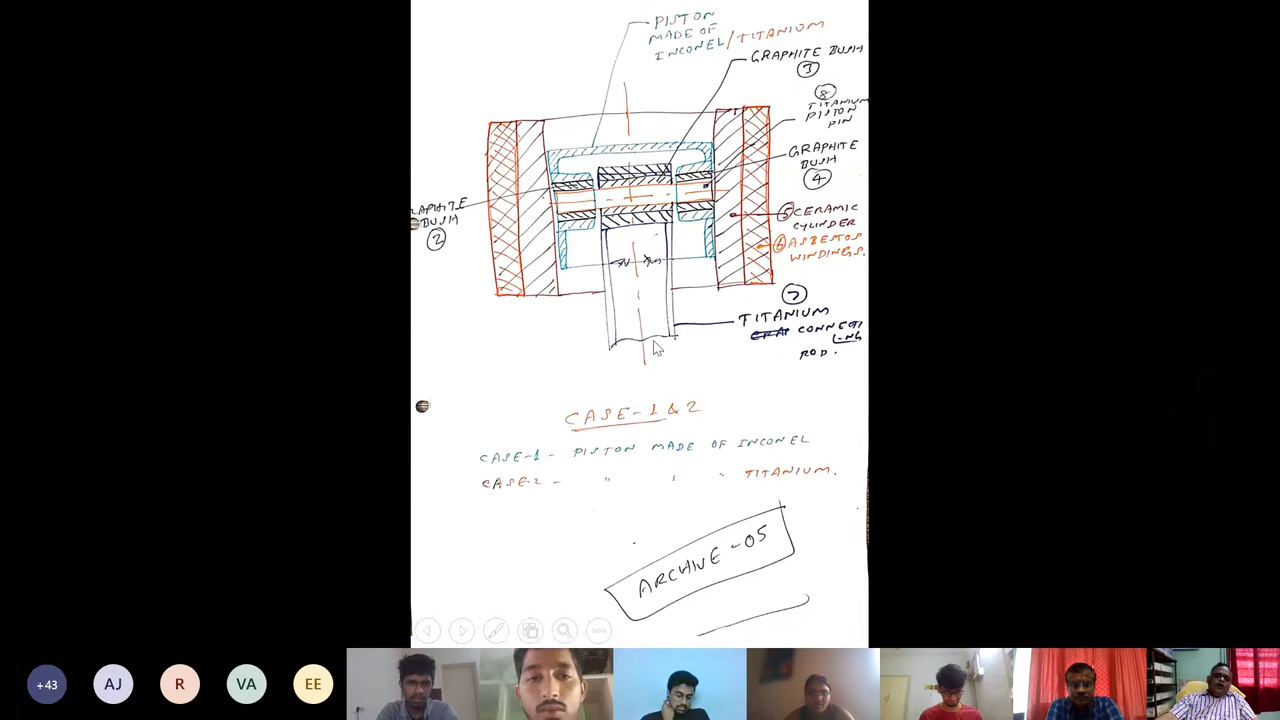 PISTON
MADE OF
INCONEL/TITANIUM
GRAPHITE BUSH
3
8
TITANIUM
PISTON
PIN
GRAPHITE
BUSH
4
RAPHITE
BUSH
2
5 CERAMIC
CYLINDER
6 ASBESTOS
WINDINGS.
7
TITANIUM
CONNECTI
-NG
ROD.
CASE-1 & 2
CASE-1 - PISTON MADE OF INCONEL
CASE-2 - " " " TITANIUM.
ARCHIVE-05
+43
AJ
R
VA
EE